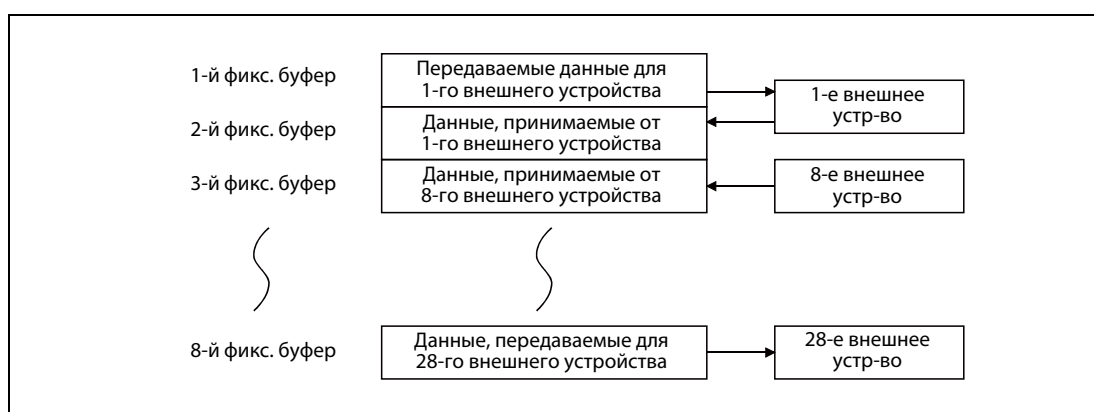 1-й фикс. буфер
Передаваемые данные для
1-го внешнего устройства
1-е внешнее
устр-во
2-й фикс. буфер
Данные, принимаемые от
1-го внешнего устройства
3-й фикс. буфер
Данные, принимаемые от
8-го внешнего устройства
8-е внешнее
устр-во
8-й фикс. буфер
Данные, передаваемые для
28-го внешнего устройства
28-е внешнее
устр-во